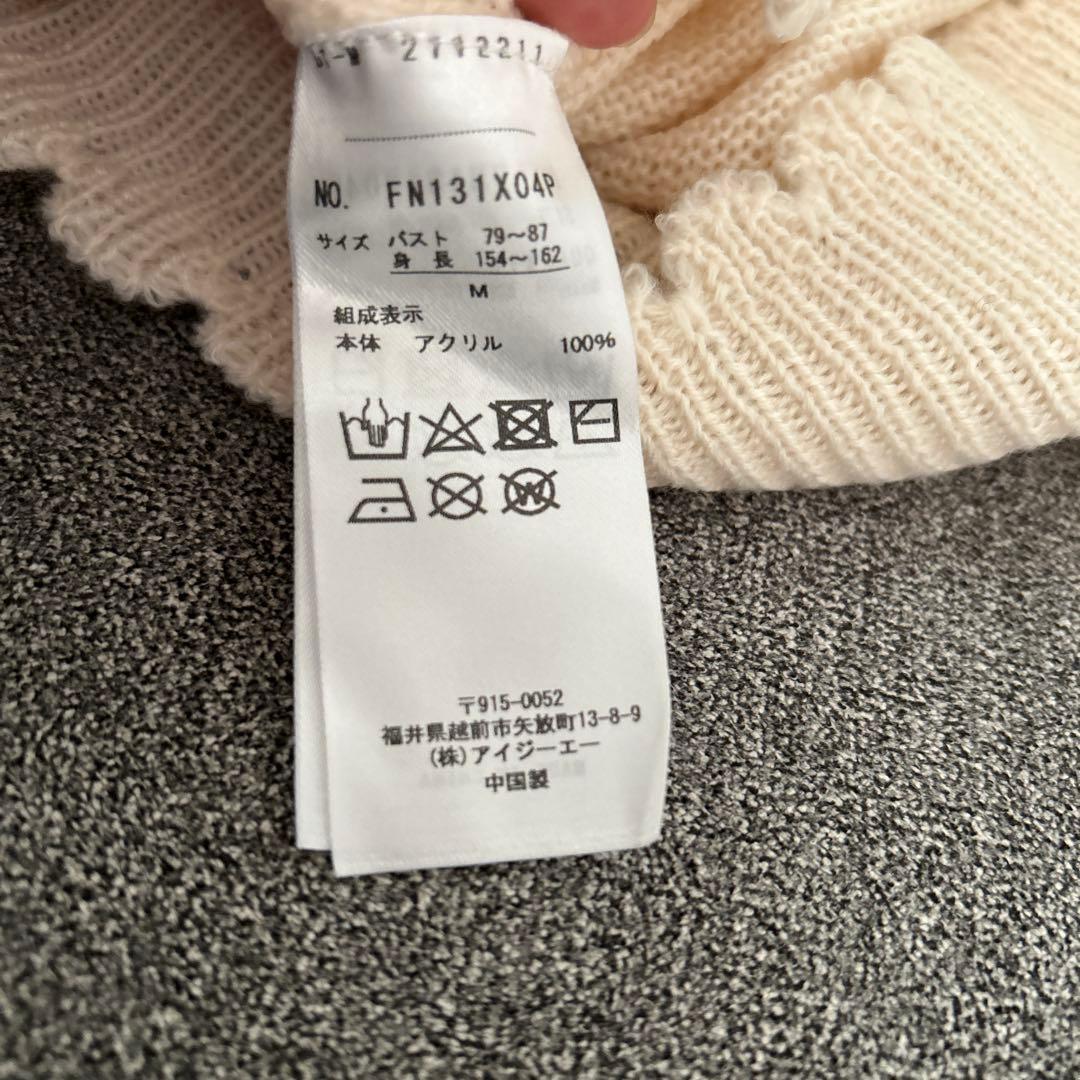 NO. FN131X04P
サイズ バスト 79～87
身長 154～162
M
組成表示
本体 アクリル 100%
〒915-0052
福井県越前市矢放町13-8-9
(株)アイジーエー
中国製